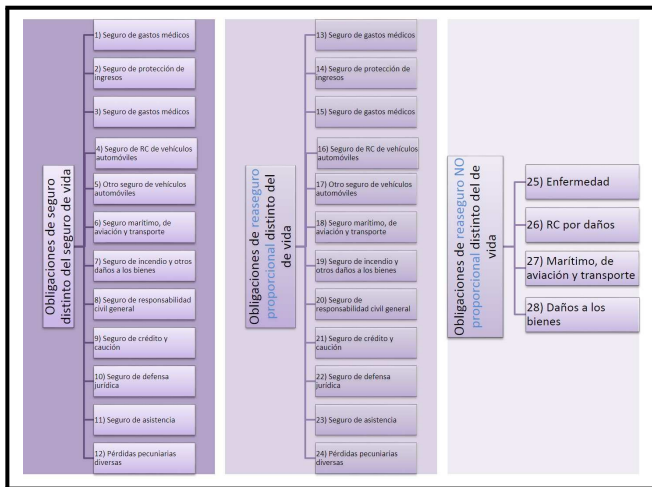 Obligaciones de seguro
distinto del seguro de vida
1) Seguro de gastos médicos
2) Seguro de protección de
ingresos
3) Seguro de gastos médicos
4) Seguro de RC de vehículos
automóviles
5) Otro seguro de vehículos
automóviles
6) Seguro marítimo, de
aviación y transporte
7) Seguro de incendio y otros
daños a los bienes
8) Seguro de responsabilidad
civil general
9) Seguro de crédito y
caución
10) Seguro de defensa
jurídica
11) Seguro de asistencia
12) Pérdidas pecuniarias
diversas
Obligaciones de reaseguro
proporcional distinto del
de vida
13) Seguro de gastos médicos
14) Seguro de protección de
ingresos
15) Seguro de gastos médicos
16) Seguro de RC de vehículos
automóviles
17) Otro seguro de vehículos
automóviles
18) Seguro marítimo, de
aviación y transporte
19) Seguro de incendio y
otros daños a los bienes
20) Seguro de
responsabilidad civil general
21) Seguro de crédito y
caución
22) Seguro de defensa
jurídica
23) Seguro de asistencia
24) Pérdidas pecuniarias
diversas
Obligaciones de reaseguro NO
proporcional distinto del de
vida
25) Enfermedad
26) RC por daños
27) Marítimo, de
aviación y transporte
28) Daños a los
bienes